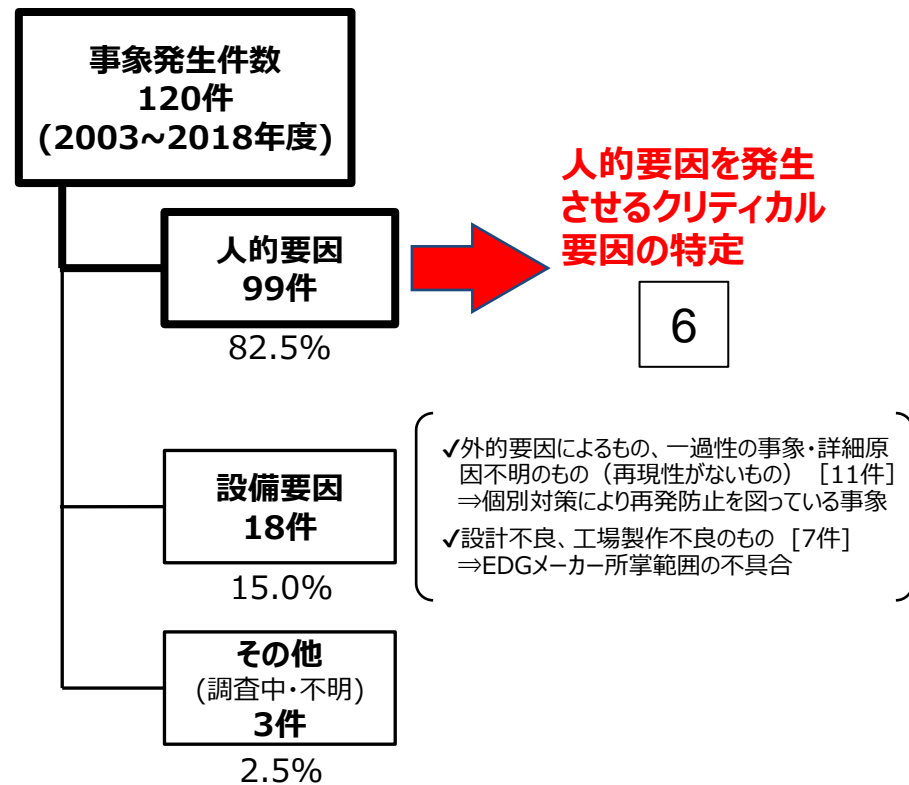 事象発生件数
120件
(2003~2018年度)
人的要因を発生
させるクリティカル
要因の特定
人的要因
99件
82.5%
6
設備要因
18件
15.0%
✓外的要因によるもの、一過性の事象・詳細原
因不明のもの（再現性がないもの） [11件]
⇒個別対策により再発防止を図っている事象
✓設計不良、工場製作不良のもの [7件]
⇒EDGメーカー所掌範囲の不具合
その他
(調査中・不明)
3件
2.5%